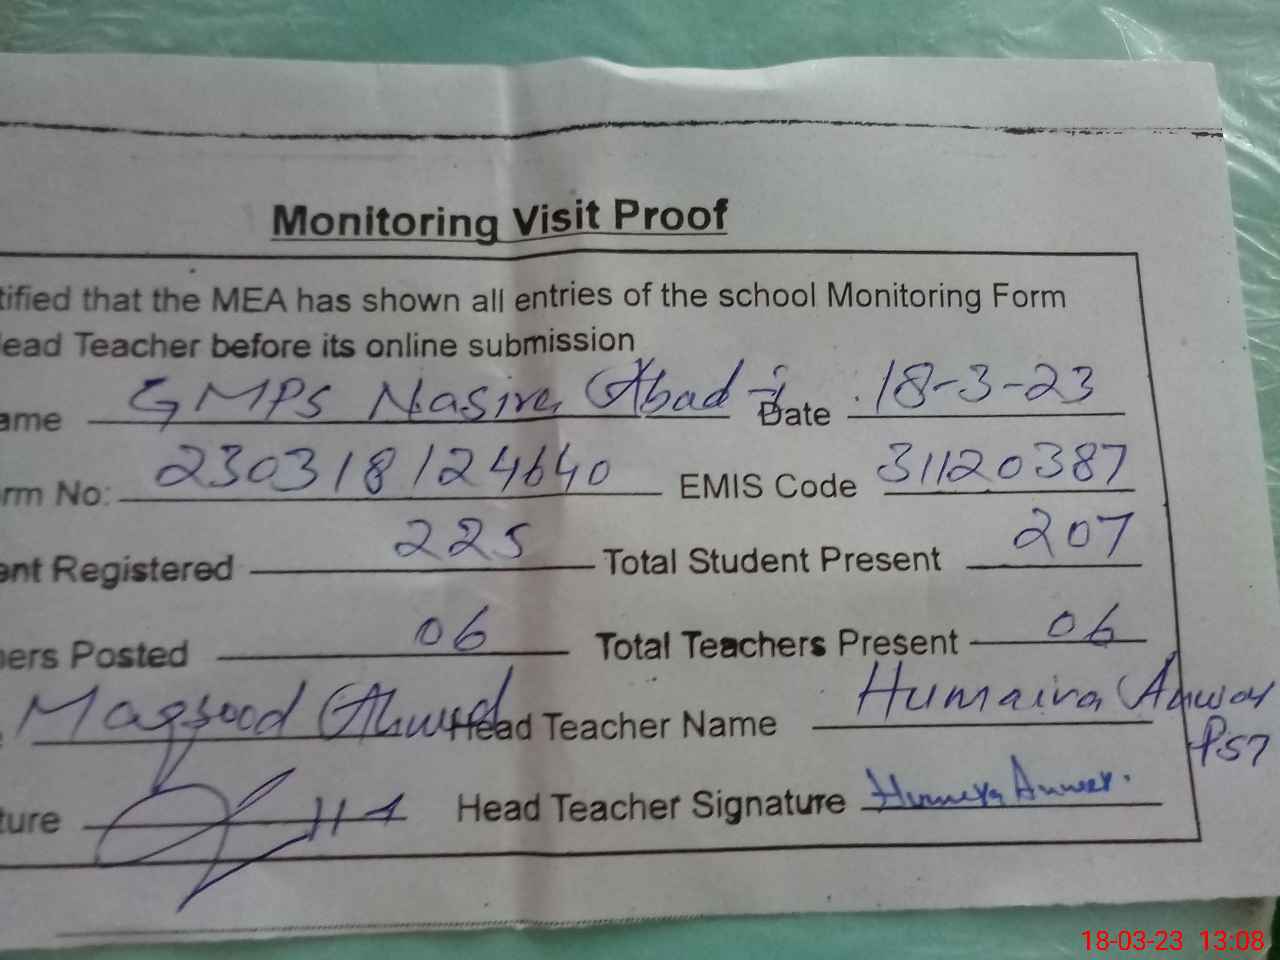 Monitoring Visit Proof
tified that the MEA has shown all entries of the school Monitoring Form
ead Teacher before its online submission
ame GMPS Nasira Abad Date 18-3-23
rm No: 230318124640 EMIS Code 31120387
ent Registered 225 Total Student Present 207
ers Posted 06 Total Teachers Present 06
Maqsood Ahmed Head Teacher Name Humaira Anwar
PST
ture Head Teacher Signature Humera Anwer.
18-03-23 13:08